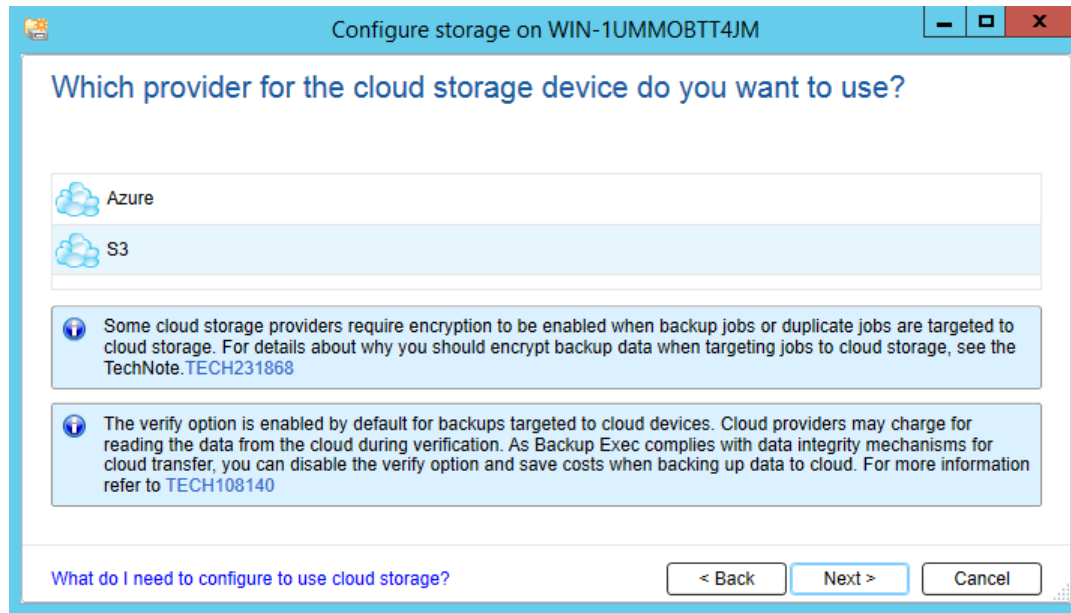 Configure storage on WIN-1UMMOBTT4JM
Which provider for the cloud storage device do you want to use?
Azure
S3
Some cloud storage providers require encryption to be enabled when backup jobs or duplicate jobs are targeted to
cloud storage. For details about why you should encrypt backup data when targeting jobs to cloud storage, see the
TechNote.TECH231868
The verify option is enabled by default for backups targeted to cloud devices. Cloud providers may charge for
reading the data from the cloud during verification. As Backup Exec complies with data integrity mechanisms for
cloud transfer, you can disable the verify option and save costs when backing up data to cloud. For more information
refer to TECH108140
What do I need to configure to use cloud storage?
< Back
Next >
Cancel